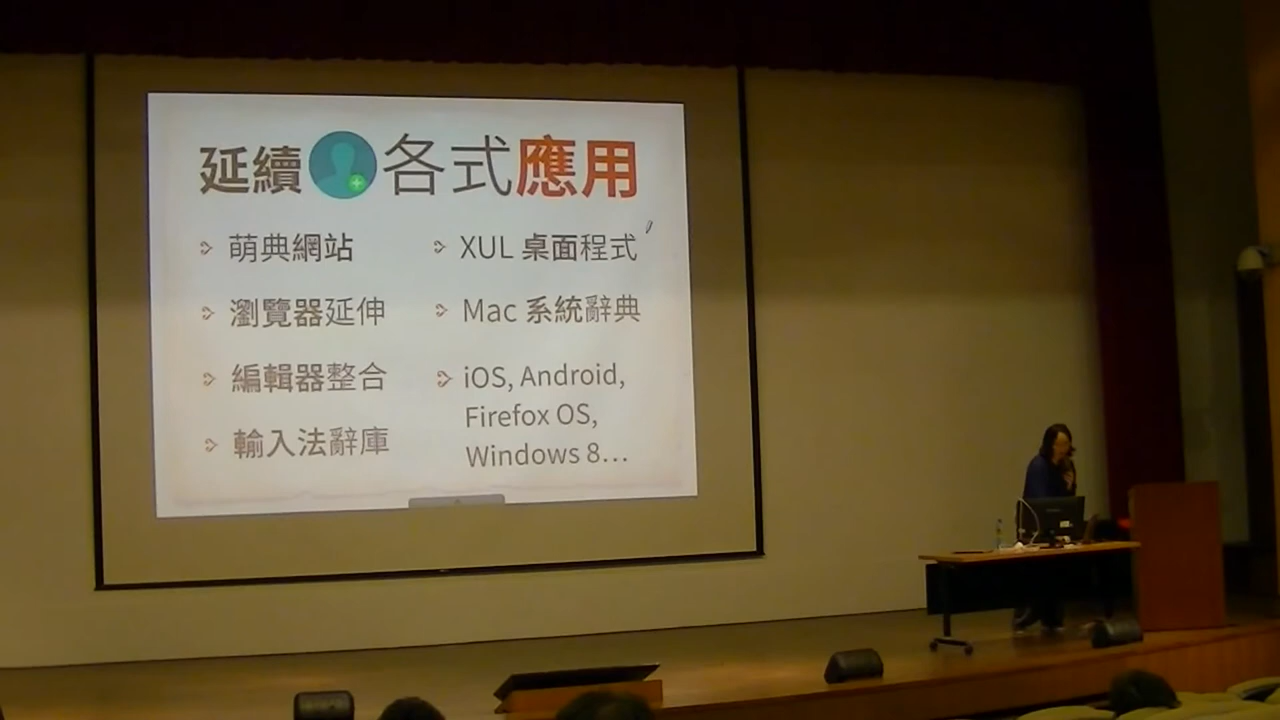 延續各式應用
萌典網站
瀏覽器延伸
編輯器整合
輸入法辭庫
XUL 桌面程式
Mac 系統辭典
iOS, Android,
Firefox OS,
Windows 8…